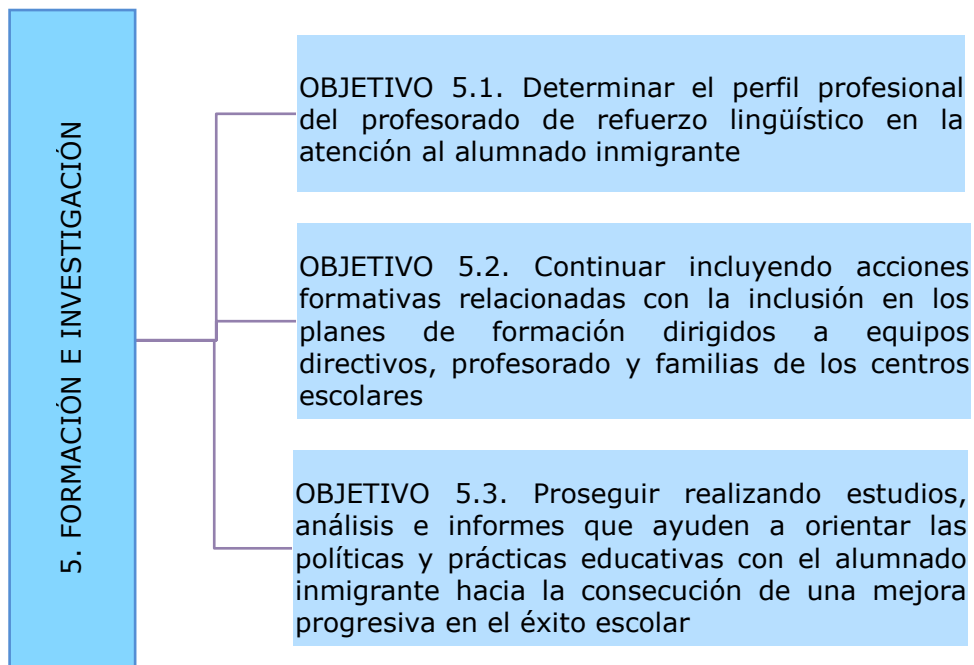 5. FORMACIÓN E INVESTIGACIÓN
OBJETIVO 5.1. Determinar el perfil profesional
del profesorado de refuerzo lingüístico en la
atención al alumnado inmigrante
OBJETIVO 5.2. Continuar incluyendo acciones
formativas relacionadas con la inclusión en los
planes de formación dirigidos a equipos
directivos, profesorado y familias de los centros
escolares
OBJETIVO 5.3. Proseguir realizando estudios,
análisis e informes que ayuden a orientar las
políticas y prácticas educativas con el alumnado
inmigrante hacia la consecución de una mejora
progresiva en el éxito escolar